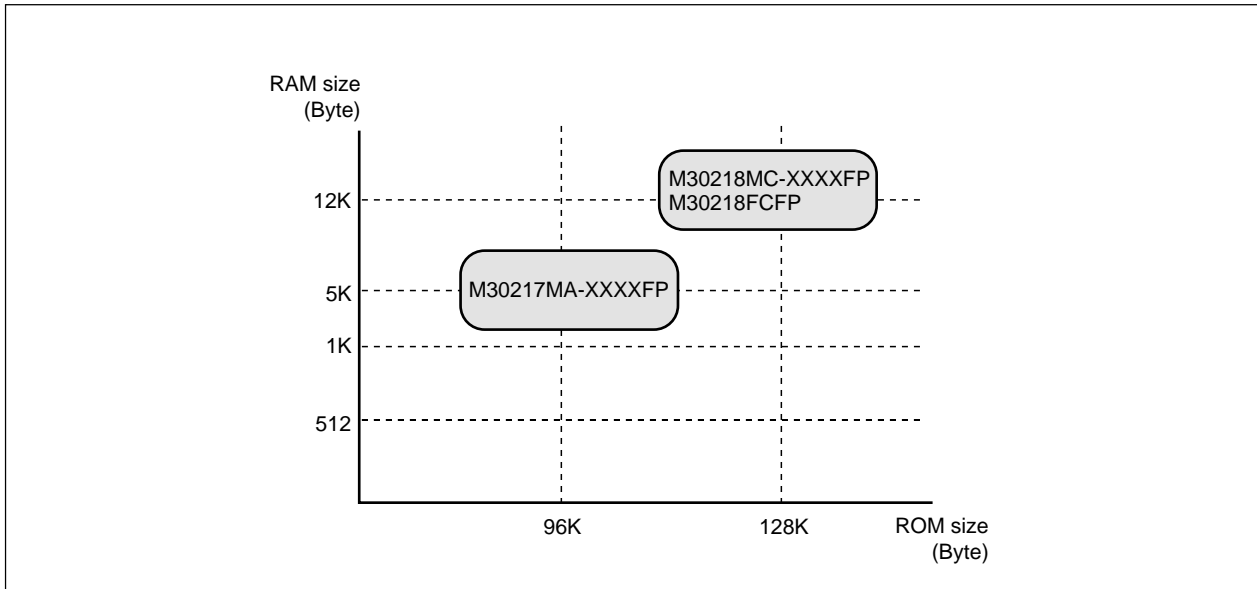 RAM size
(Byte)
M30218MC-XXXXFP
M30218FCFP
12K
M30217MA-XXXXFP
5K
1K
512
96K
128K
ROM size
(Byte)